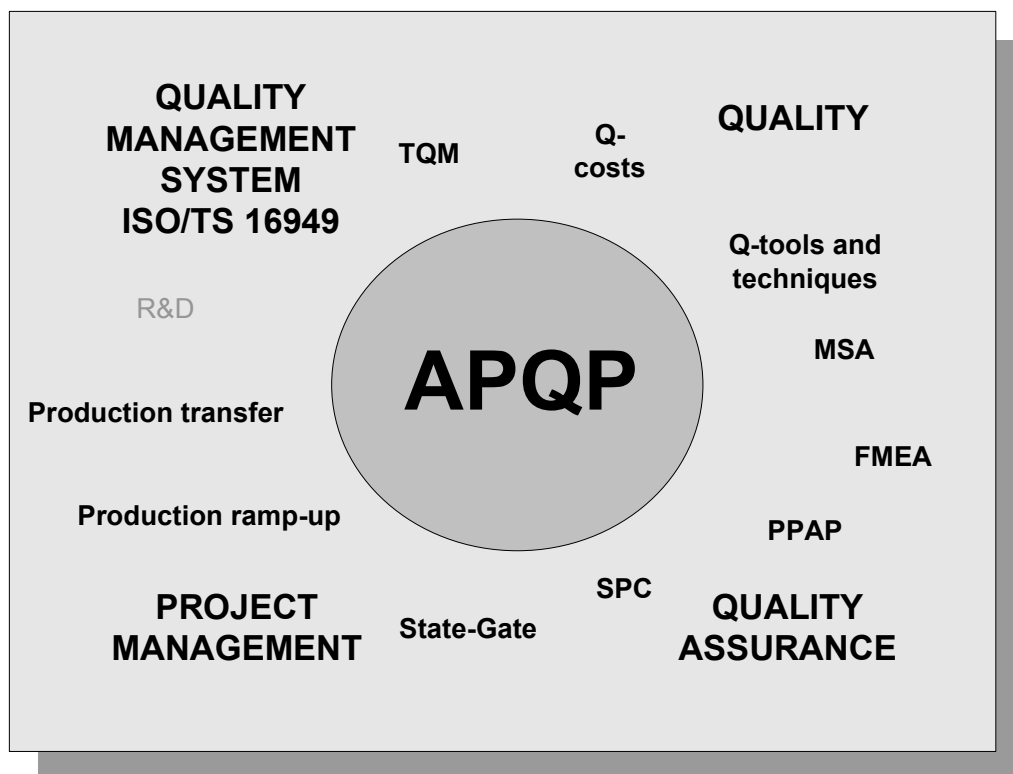 QUALITY
MANAGEMENT
SYSTEM
ISO/TS 16949
TQM
Q-
costs
QUALITY
Q-tools and
techniques
R&D
MSA
APQP
Production transfer
FMEA
Production ramp-up
PPAP
SPC
PROJECT
MANAGEMENT
State-Gate
QUALITY
ASSURANCE